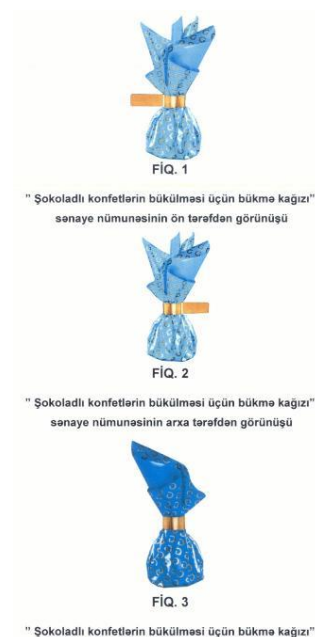 FİQ. 1
" Şokoladlı konfetlərin bükülməsi üçün bükmə kağızı"
sənaye nümunəsinin ön tərəfdən görünüşü
FİQ. 2
" Şokoladlı konfetlərin bükülməsi üçün bükmə kağızı"
sənaye nümunəsinin arxa tərəfdən görünüşü
FİQ. 3
" Şokoladlı konfetlərin bükülməsi üçün bükmə kağızı"